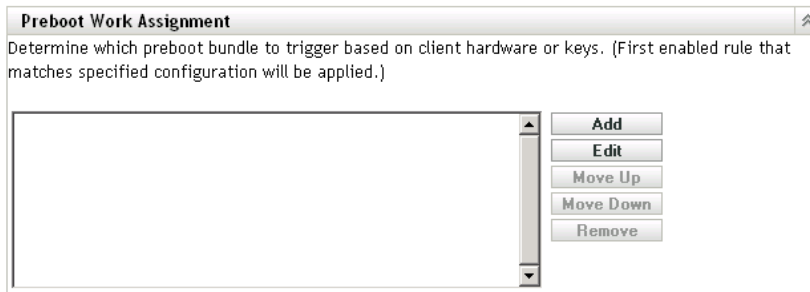 Preboot Work Assignment
Determine which preboot bundle to trigger based on client hardware or keys. (First enabled rule that
matches specified configuration will be applied.)
Add
Edit
Move Up
Move Down
Remove